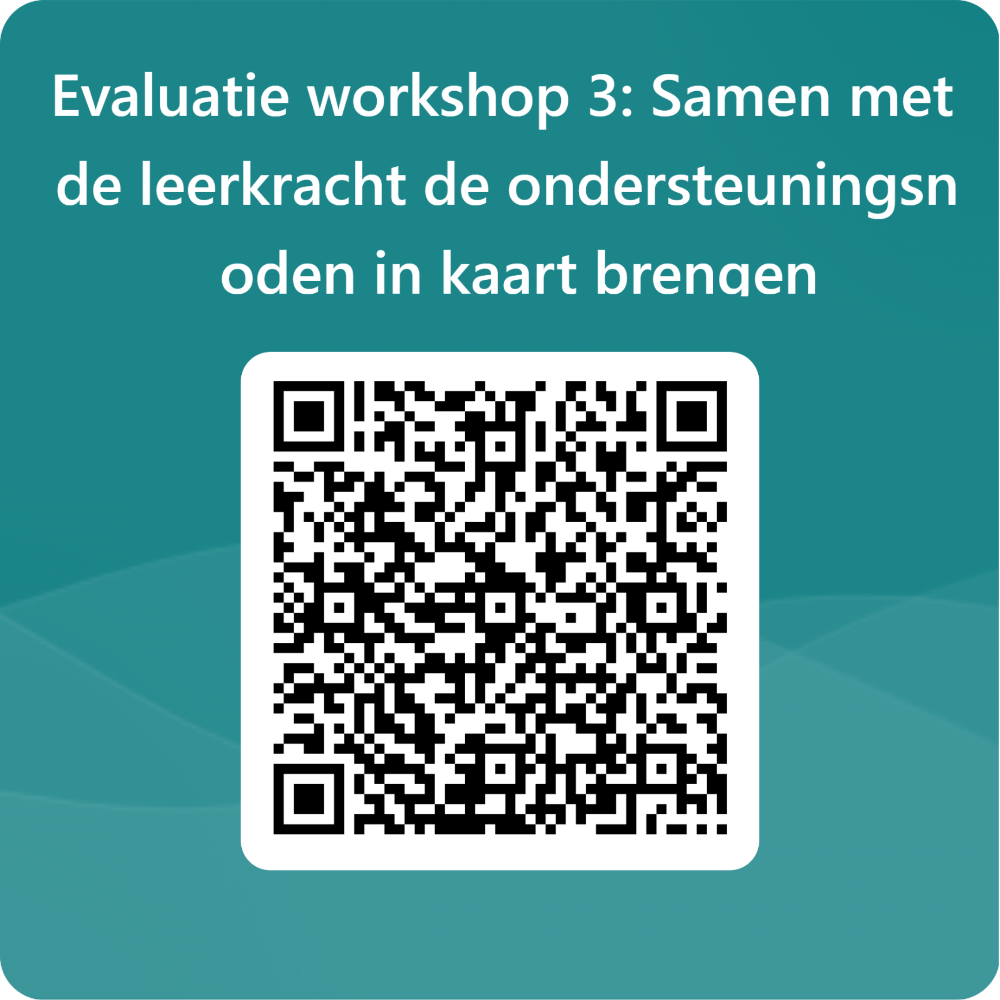 Evaluatie workshop 3: Samen met
de leerkracht de ondersteuningsn
oden in kaart brengen